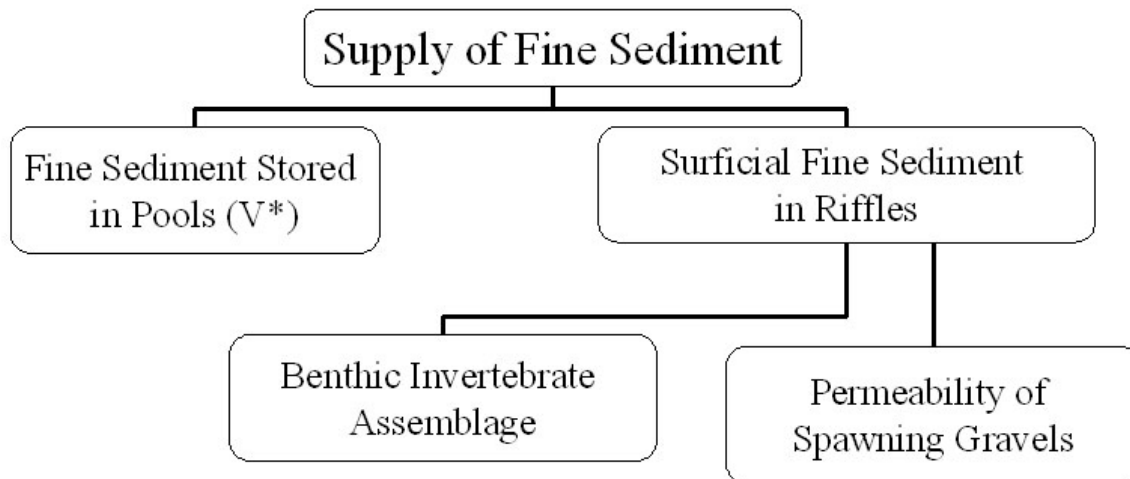 Supply of Fine Sediment
Fine Sediment Stored
in Pools (V*)
Surficial Fine Sediment
in Riffles
Benthic Invertebrate
Assemblage
Permeability of
Spawning Gravels